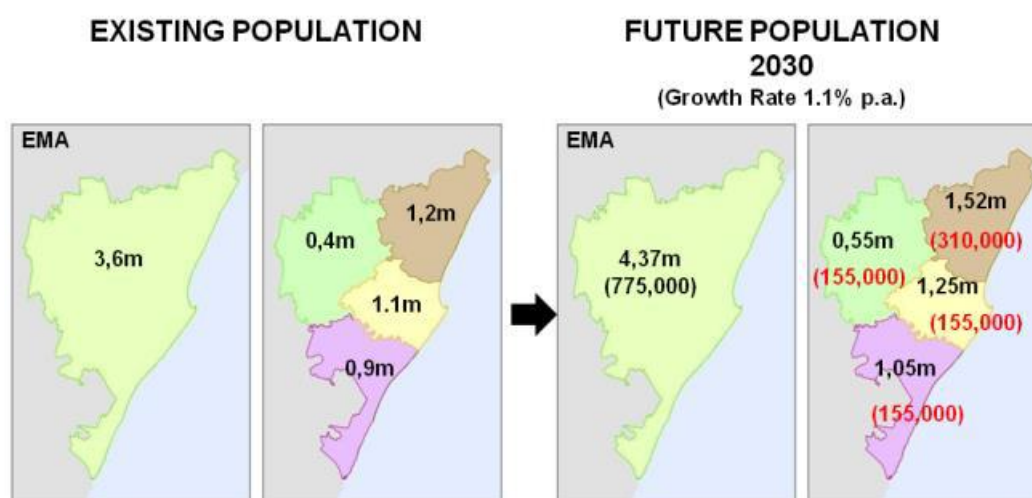 EXISTING POPULATION
FUTURE POPULATION
2030
(Growth Rate 1.1% p.a.)
EMA
3,6m
1,2m
0,4m
1.1m
0,9m
EMA
4,37m
(775,000)
1,52m
(310,000)
0,55m
(155,000)
1,25m
(155,000)
1,05m
(155,000)